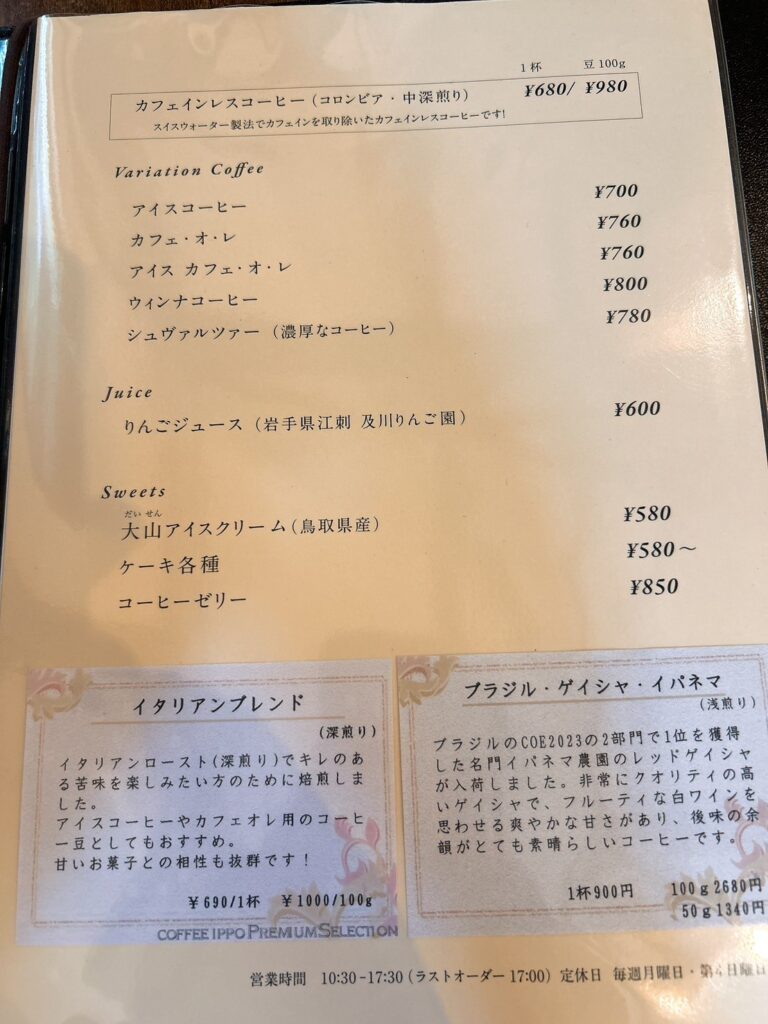 1杯 豆100g
カフェインレスコーヒー(コロンビア・中深煎り) ¥680/ ¥980
スイスウォーター製法でカフェインを取り除いたカフェインレスコーヒーです!
Variation Coffee
アイスコーヒー ¥700
カフェ・オ・レ ¥760
アイス カフェ・オ・レ ¥760
ウィンナコーヒー ¥800
シュヴァルツァー(濃厚なコーヒー) ¥780
Juice
りんごジュース(岩手県江刺 及川りんご園) ¥600
Sweets
だいせん
大山アイスクリーム(鳥取県産) ¥580
ケーキ各種 ¥580～
コーヒーゼリー ¥850
イタリアンブレンド
(深煎り)
イタリアンロースト(深煎り)でキレのあ
る苦味を楽しみたい方のために焙煎しま
した。
アイスコーヒーやカフェオレ用のコーヒ
ー豆としてもおすすめ。
甘いお菓子との相性も抜群です!
¥690/1杯 ¥1000/100g
COFFEE IPPO PREMIUM SELECTION
ブラジル・ゲイシャ・イパネマ
(浅煎り)
ブラジルのCOE2023の2部門で1位を獲得
した名門イパネマ農園のレッドゲイシャ
が入荷しました。非常にクオリティの高
いゲイシャで、フルーティな白ワインを
思わせる爽やかな甘さがあり、後味の余
韻がとても素晴らしいコーヒーです。
1杯900円 100g2680円
50g1340円
営業時間 10:30-17:30(ラストオーダー17:00) 定休日 毎週月曜日・第4日曜日